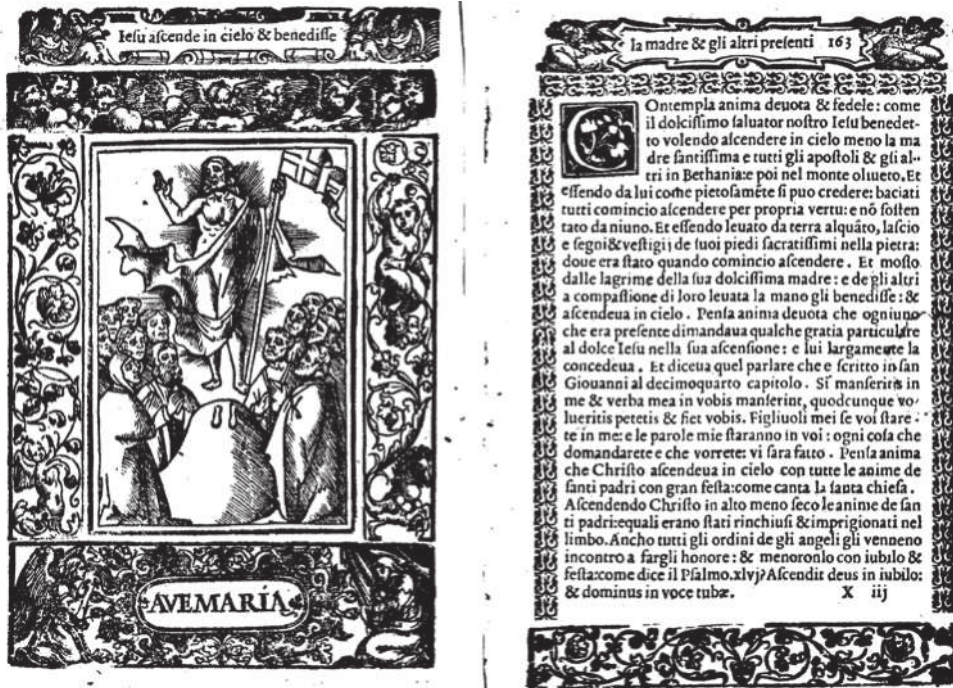 Ieſu aſcende in cielo & benediſſe
AVEMARÍA
la madre & gli altri preſenti 163
COntempla anima deuota & fedele: come
il dolciſſimo ſaluator noſtro Ieſu benedet-
to volendo aſcendere in cielo meno la ma
dre ſantiſſima e tutti gli apoſtoli & gli al-
tri in Bethania:e poi nel monte oliueto. Et
eſſendo da lui come pietoſamẽte ſi puo credere: baciati
tutti comincio aſcendere per propria vertu: e nõ ſoſten
tato da niuno. Et eſſendo leuato da terra alquãto, laſcio
e ſegni&veſtigij de ſuoi piedi ſacratiſſimi nella pietra:
doue era ſtato quando comincio aſcendere. Et moſſo
dalle lagrime della ſua dolciſſima madre: e de gli altri
a compaſſione di loro leuata la mano gli benediſſe: &
aſcendeua in cielo. Penſa anima deuota che ogniuno
che era preſente dimandaua qualche gratia particulare
al dolce Ieſu nella ſua aſcenſione: e lui largamente la
concedeua. Et diceua quel parlare che e ſcritto in ſan
Giouanni al decimoquarto capitolo. Si manſeritis in
me & verba mea in vobis manſerint, quodcunque vo-
lueritis petetis & fiet vobis. Figliuoli mei ſe voi ſtare-
te in me: e le parole mie ſtaranno in voi: ogni coſa che
domandarete e che vorrete: vi ſara fatto. Penſa anima
che Chriſto aſcendeua in cielo con tutte le anime de
ſanti padri con gran feſta:come canta la ſanta chieſa.
Aſcendendo Chriſto in alto meno ſeco le anime de ſan
ti padri:equali erano ſtati rinchiuſi &imprigionati nel
limbo. Ancho tutti gli ordini de gli angeli gli venneno
incontro a fargli honore: & menoronlo con iubilo &
feſta:come dice il Pſalmo.xlvj? Aſcendit deus in iubilo:
& dominus in voce tubæ. X iij